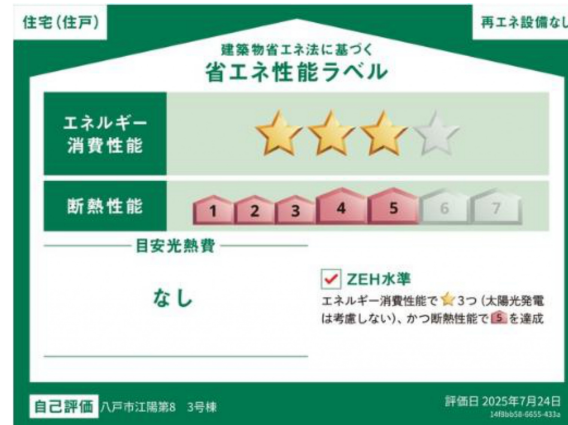 住宅(住戸)
再エネ設備なし
建築物省エネ法に基づく
省エネ性能ラベル
エネルギー
消費性能
断熱性能
1 2 3 4 5 6 7
目安光熱費
なし
ZEH水準
エネルギー消費性能で⭐3つ(太陽光発電
は考慮しない)、かつ断熱性能で5を達成
自己評価 八戸市江陽第8 3号棟
評価日 2025年7月24日
14f8bb58-6655-433a